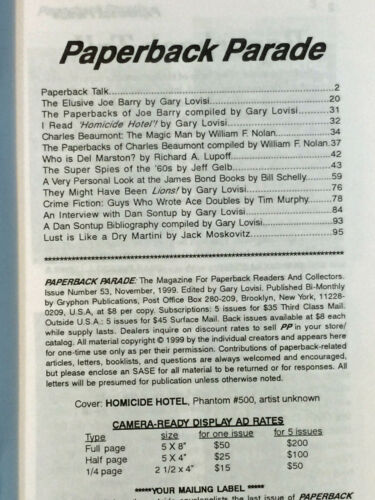 Paperback Parade
Paperback Talk.....................................................2
The Elusive Joe Barry by Gary Lovisi............................20
The Paperbacks of Joe Barry compiled by Gary Lovisi........31
I Read 'Homicide Hotel'! by Gary Lovisi........................32
Charles Beaumont: The Magic Man by William F. Nolan......34
The Paperbacks of Charles Beaumont compiled by William F. Nolan.37
Who is Del Marston? by Richard A. Lupoff.....................42
The Super Spies of the '60s by Jeff Gelb......................43
A Very Personal Look at the James Bond Books by Bill Schelly....59
They Might Have Been Lions! by Gary Lovisi..................76
Crime Fiction: Guys Who Wrote Ace Doubles by Tim Murphy......78
An Interview with Dan Sontup by Gary Lovisi..................84
A Dan Sontup Bibliography compiled by Gary Lovisi............93
Lust is Like a Dry Martini by Jack Moskovitz..................95
PAPERBACK PARADE: The Magazine For Paperback Readers And Collectors.
Issue Number 53, November, 1999. Edited by Gary Lovisi. Published Bi-Monthly
by Gryphon Publications, Post Office Box 280-209, Brooklyn, New York, 11228-
0209, U.S.A, at $8 per copy. Subscriptions: 5 issues for $35 Third Class Mail.
Outside U.S.A.: 5 issues for $45 Surface Mail. Back issues available at $8 each
while supply lasts. Dealers inquire on discount rates to sell PP in your store/
catalog. All material copyright © 1999 by the individual creators and appears here
for one-time use only as per their permission. Contributions of paperback-related
articles, letters, booklists, and questions are always welcomed and encouraged,
but please enclose an SASE for all material to be returned or for responses. All
letters will be presumed for publication unless otherwise noted.
Cover: HOMICIDE HOTEL, Phantom #500, artist unknown
CAMERA-READY DISPLAY AD RATES
Type size for one issue for 5 issues
Full page 5 X 8" $50 $200
Half page 5 X 4" $25 $100
1/4 page 2 1/2 x 4" $15 $50
*****YOUR MAILING LABEL *****
the last issue of PAPERBACK